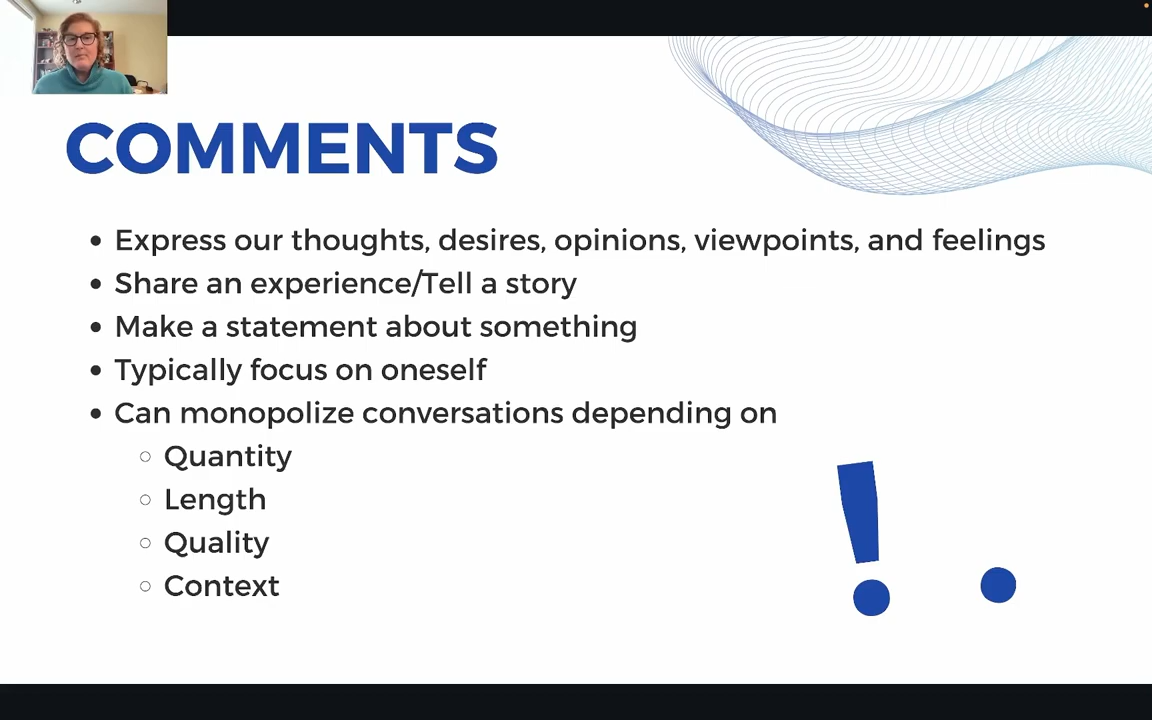 COMMENTS
• Express our thoughts, desires, opinions, viewpoints, and feelings
• Share an experience/Tell a story
• Make a statement about something
• Typically focus on oneself
• Can monopolize conversations depending on
○ Quantity
○ Length
○ Quality
○ Context
! .